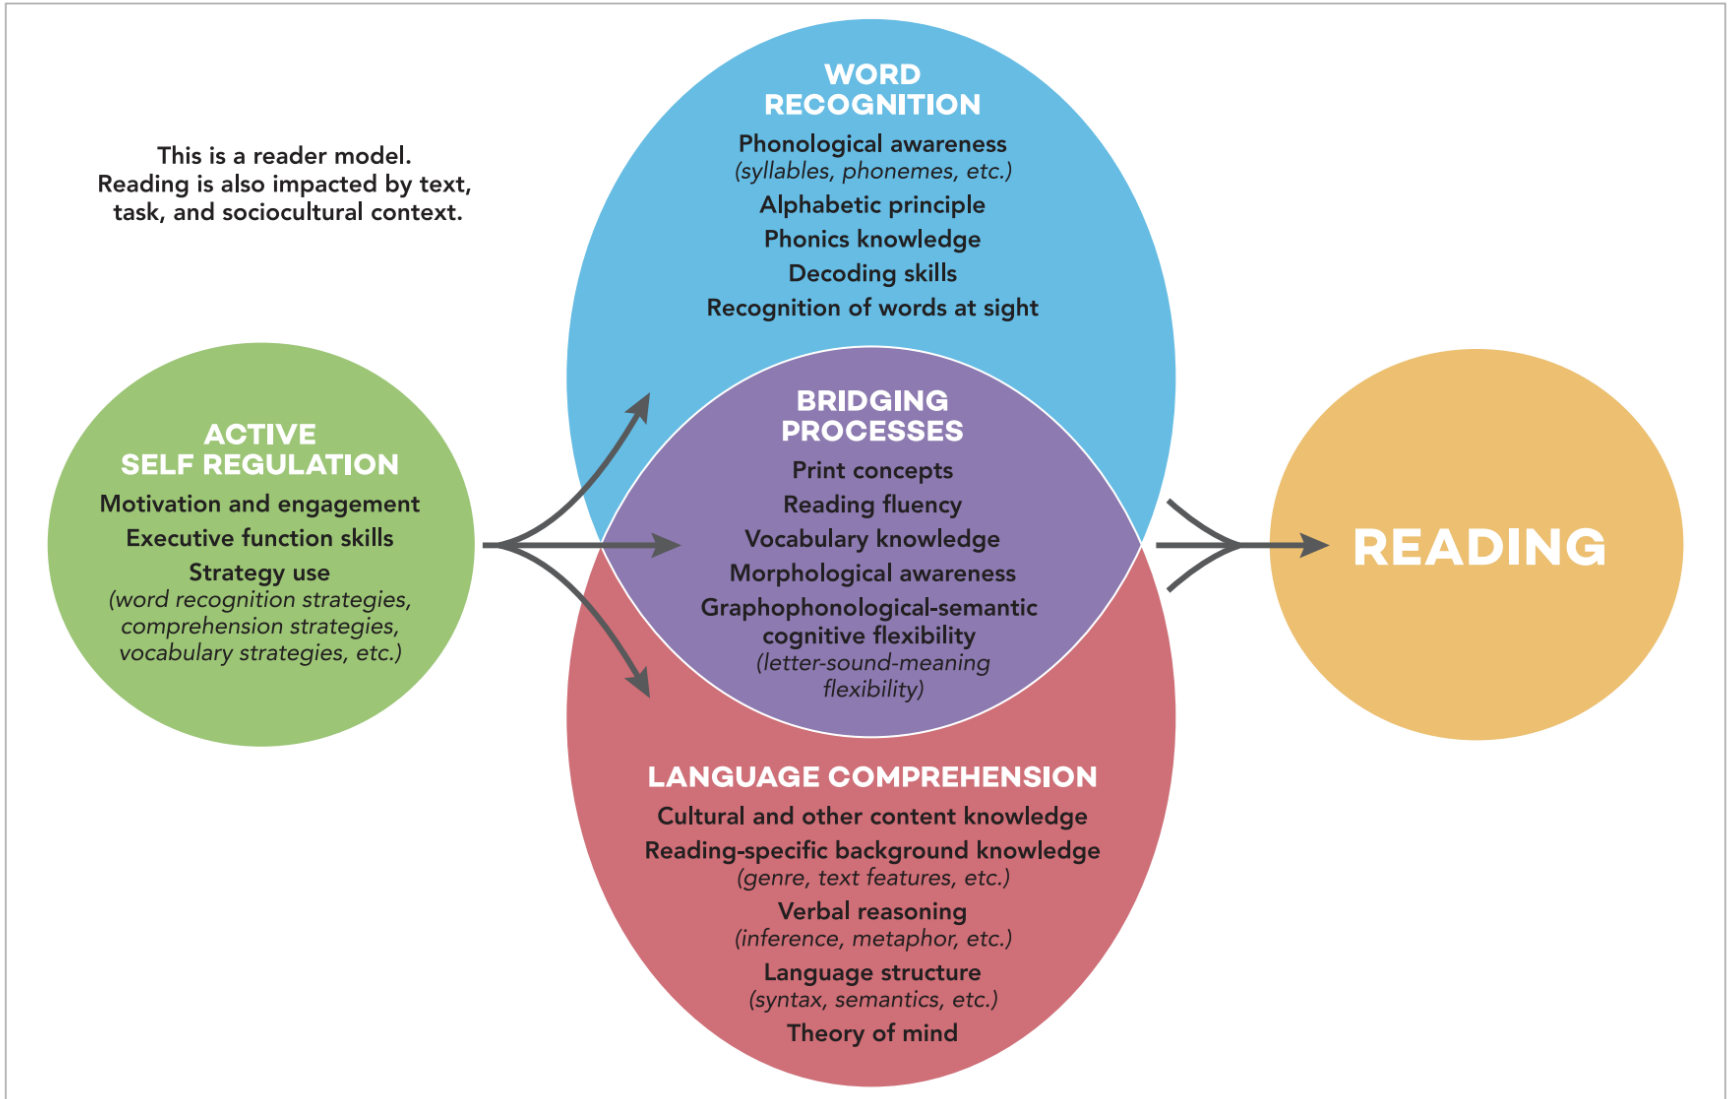 This is a reader model.
Reading is also impacted by text,
task, and sociocultural context.
ACTIVE
SELF REGULATION
Motivation and engagement
Executive function skills
Strategy use
(word recognition strategies,
comprehension strategies,
vocabulary strategies, etc.)
WORD
RECOGNITION
Phonological awareness
(syllables, phonemes, etc.)
Alphabetic principle
Phonics knowledge
Decoding skills
Recognition of words at sight
BRIDGING
PROCESSES
Print concepts
Reading fluency
Vocabulary knowledge
Morphological awareness
Graphophonological-semantic
cognitive flexibility
(letter-sound-meaning
flexibility)
LANGUAGE COMPREHENSION
Cultural and other content knowledge
Reading-specific background knowledge
(genre, text features, etc.)
Verbal reasoning
(inference, metaphor, etc.)
Language structure
(syntax, semantics, etc.)
Theory of mind
READING